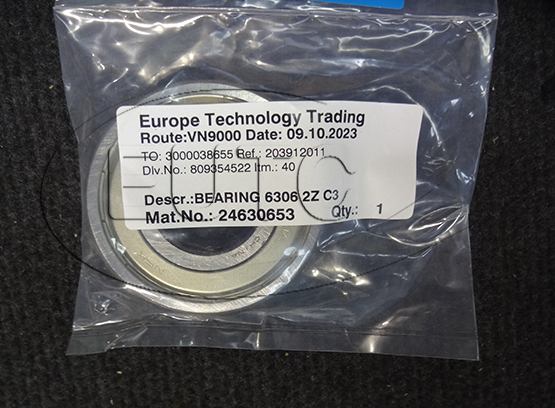 Europe Technology Trading
Route:VN9000 Date: 09.10.2023
TO: 3000038655 Ref.: 203912011
Dlv.No.: 809354522 Itm.: 40
Descr.:BEARING 6306 2Z C3
Mat.No.: 24630653 Qty.: 1